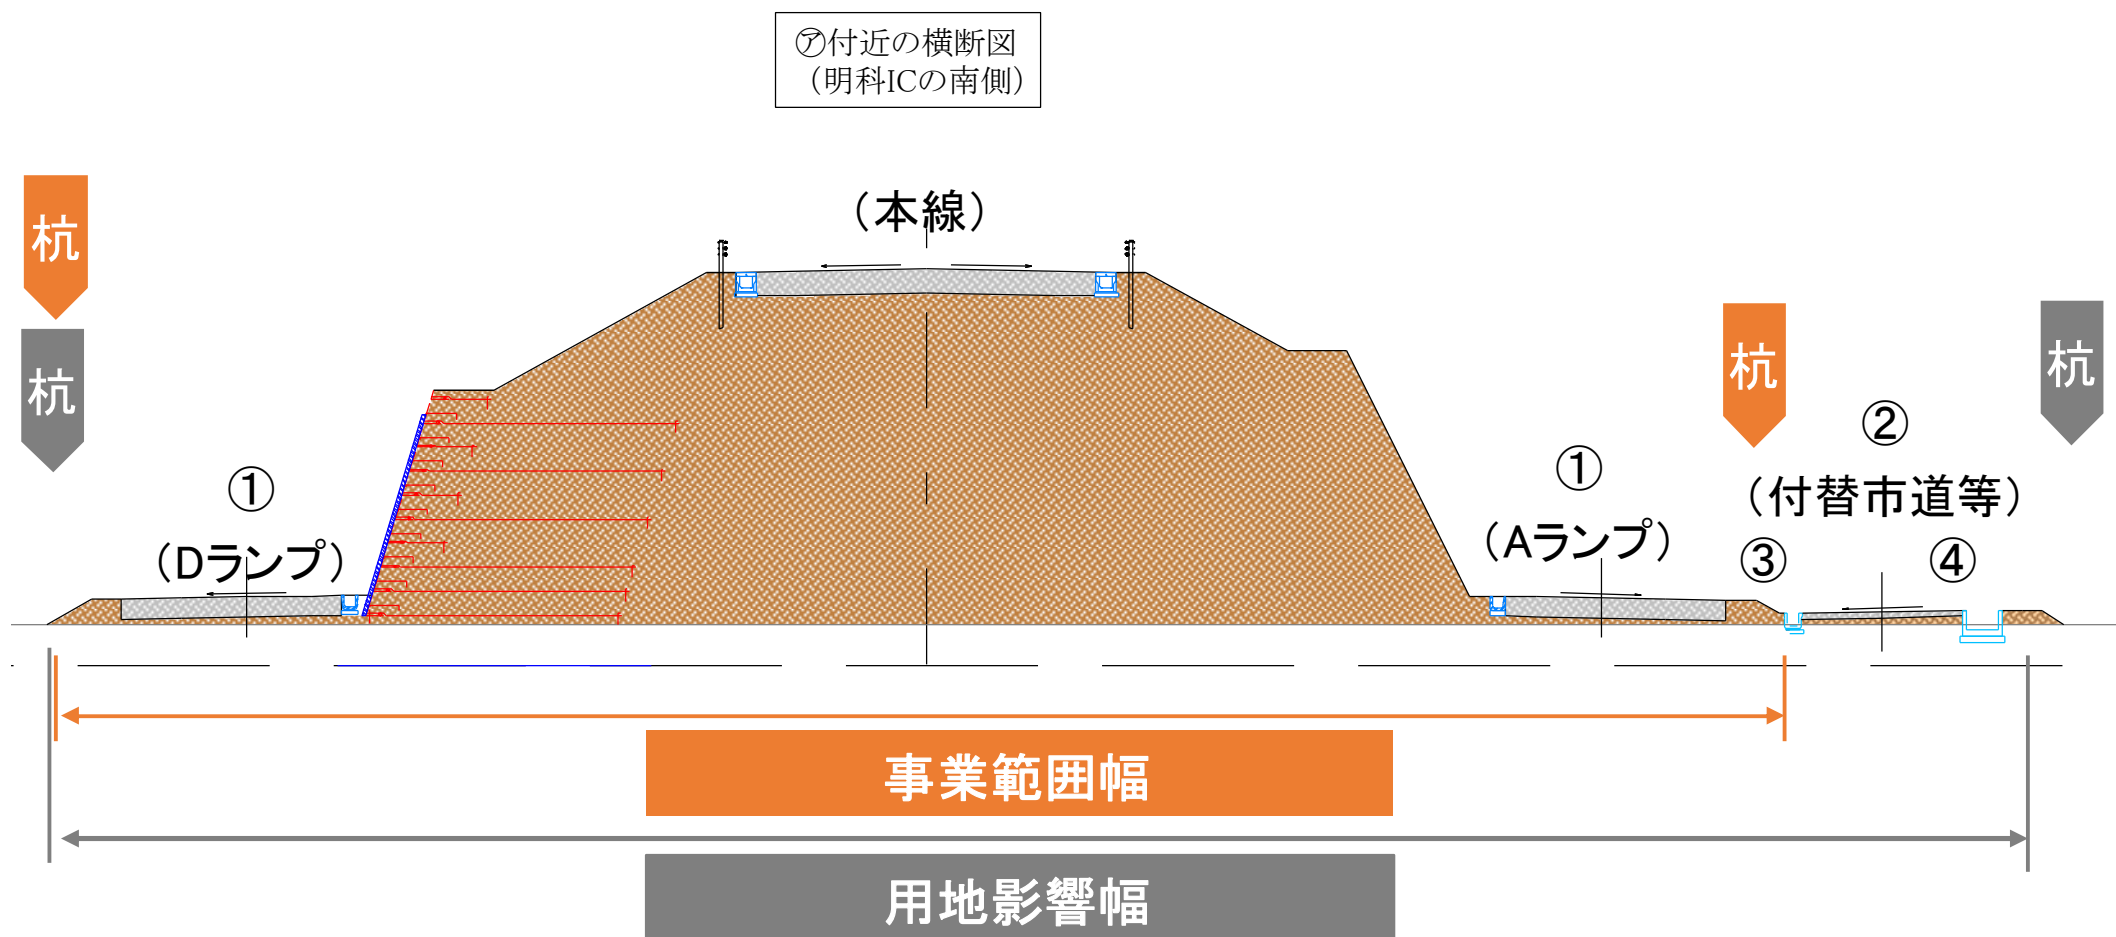 ㋐付近の横断図
（明科ICの南側）
（本線）
杭
杭
杭
杭
①
（Dランプ）
①
（Aランプ）
②
（付替市道等）
③
④
事業範囲幅
用地影響幅